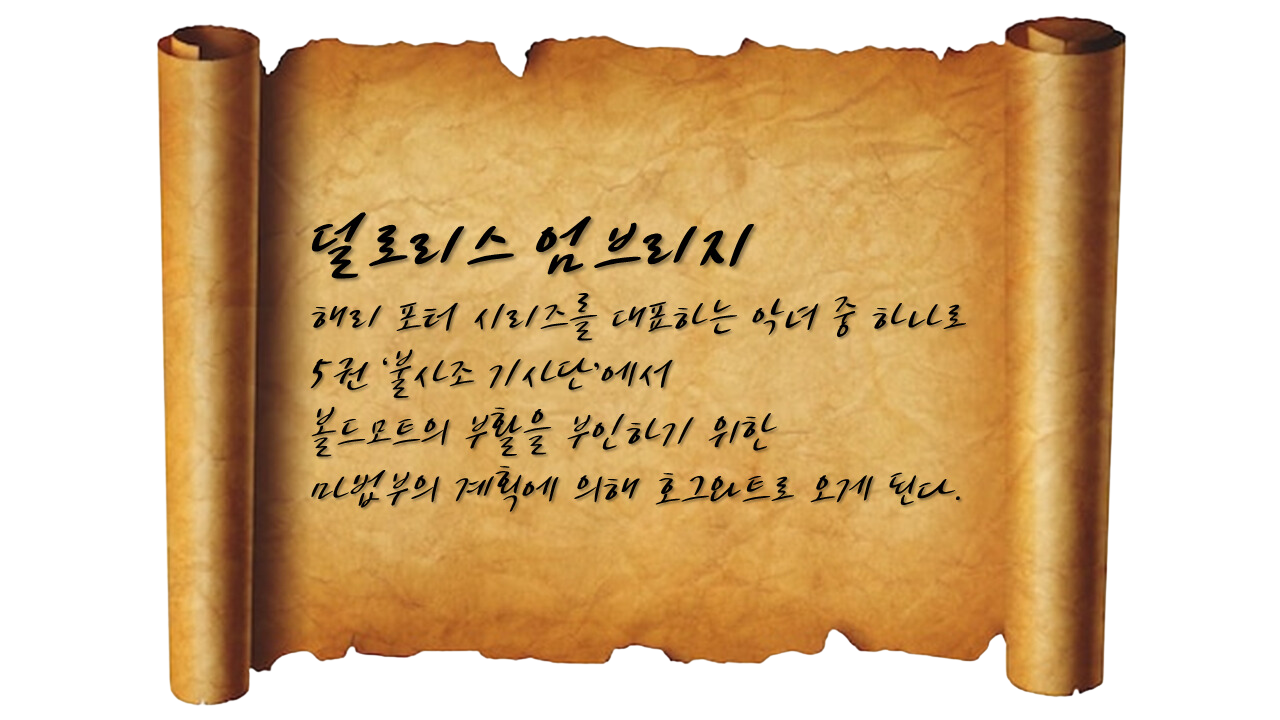 덜로리스 엄브리지
해리 포터 시리즈를 대표하는 악녀 중 하나로
5권 '불사조 기사단'에서
볼드모트의 부활을 부인하기 위한
마법부의 계획에 의해 호그와트로 오게 된다.